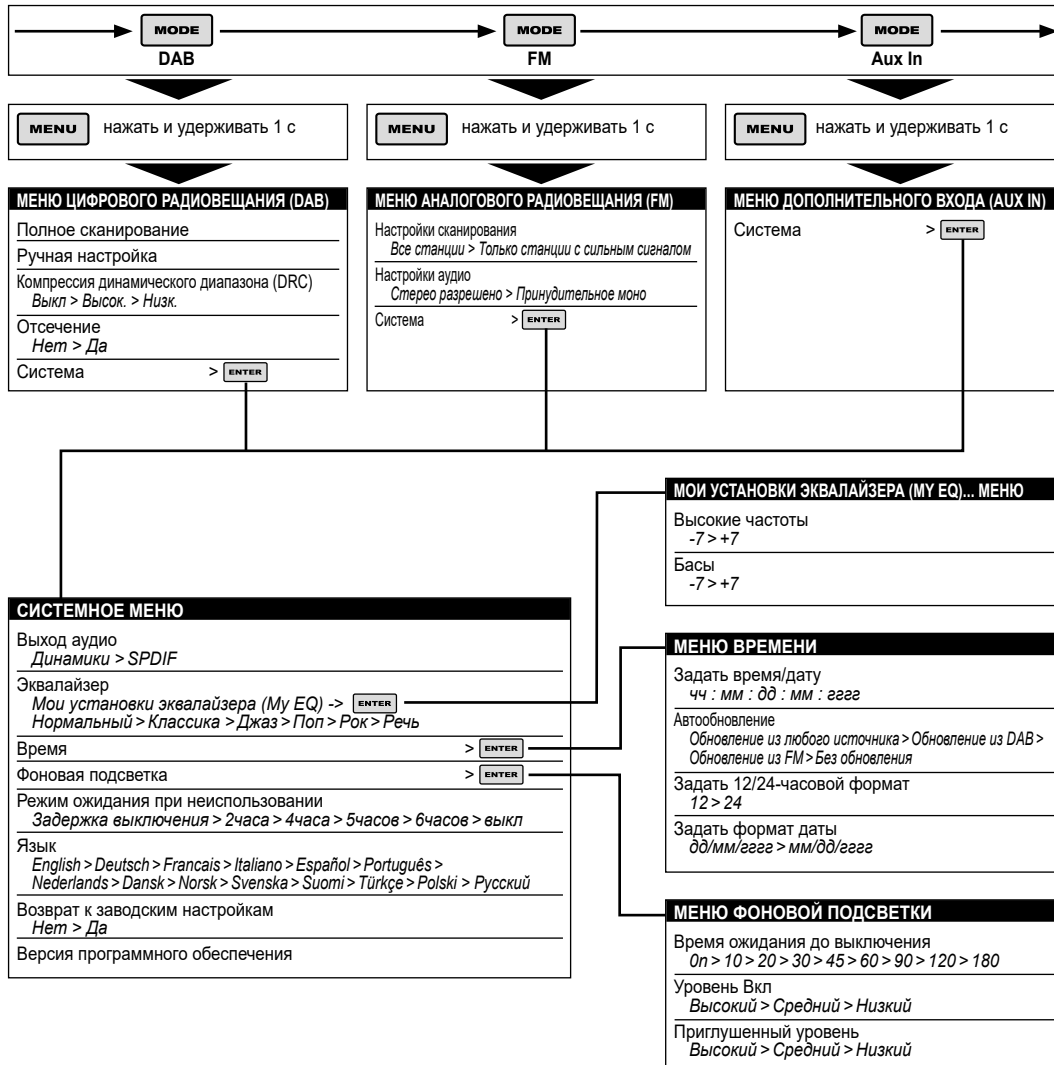 MODE
DAB
MODE
FM
MODE
Aux In
MENU нажать и удерживать 1 с
MENU нажать и удерживать 1 с
MENU нажать и удерживать 1 с
МЕНЮ ЦИФРОВОГО РАДИОВЕЩАНИЯ (DAB)
Полное сканирование
Ручная настройка
Компрессия динамического диапазона (DRC)
Выкл > Высок. > Низк.
Отсечение
Нет > Да
Система > ENTER
МЕНЮ АНАЛОГОВОГО РАДИОВЕЩАНИЯ (FM)
Настройки сканирования
Все станции > Только станции с сильным сигналом
Настройки аудио
Стерео разрешено > Принудительное моно
Система > ENTER
МЕНЮ ДОПОЛНИТЕЛЬНОГО ВХОДА (AUX IN)
Система > ENTER
СИСТЕМНОЕ МЕНЮ
Выход аудио
Динамики > SPDIF
Эквалайзер
Мои установки эквалайзера (My EQ) -> ENTER
Нормальный > Классика > Джаз > Поп > Рок > Речь
Время > ENTER
Фоновая подсветка > ENTER
Режим ожидания при неиспользовании
Задержка выключения > 2часа > 4часа > 5часов > 6часов > выкл
Язык
English > Deutsch > Francais > Italiano > Español > Português >
Nederlands > Dansk > Norsk > Svenska > Suomi > Türkçe > Polski > Русский
Возврат к заводским настройкам
Нет > Да
Версия программного обеспечения
МОИ УСТАНОВКИ ЭКВАЛАЙЗЕРА (MY EQ)... МЕНЮ
Высокие частоты
-7 > +7
Басы
-7 > +7
МЕНЮ ВРЕМЕНИ
Задать время/дату
чч : мм : дд : мм : гггг
Автообновление
Обновление из любого источника > Обновление из DAB >
Обновление из FM > Без обновления
Задать 12/24-часовой формат
12 > 24
Задать формат даты
дд/мм/гггг > мм/дд/гггг
МЕНЮ ФОНОВОЙ ПОДСВЕТКИ
Время ожидания до выключения
0n > 10 > 20 > 30 > 45 > 60 > 90 > 120 > 180
Уровень Вкл
Высокий > Средний > Низкий
Приглушенный уровень
Высокий > Средний > Низкий